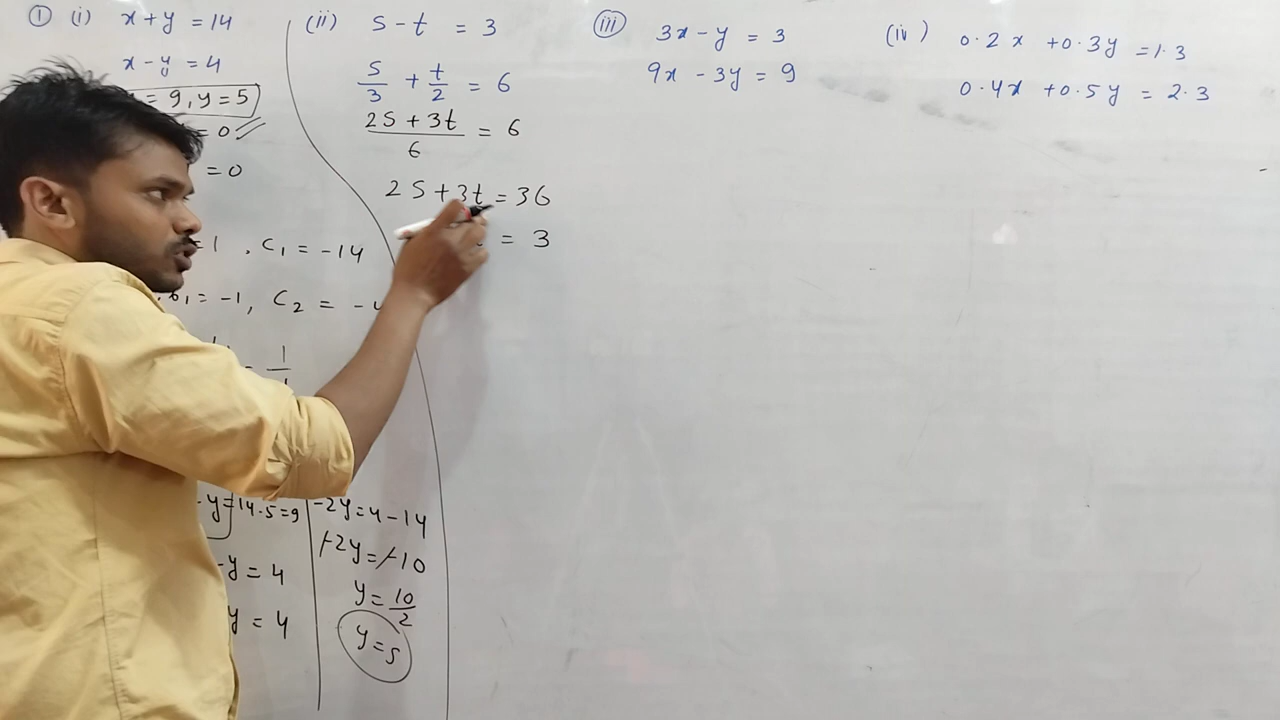 ① (i) x + y = 14
x - y = 4
= 9, y = 5
= 0
= 0
= 1 , C₁ = -14
= -1, C₂ = -4
= 1
y = 14 - 5 = 9
-y = 4
y = 4
-2y = 4 - 14
-2y = -10
y = 10/2
y = 5
(ii) s - t = 3
s/3 + t/2 = 6
2s + 3t / 6 = 6
2s + 3t = 36
= 3
(iii) 3x - y = 3
9x - 3y = 9
(iv) 0.2x + 0.3y = 1.3
0.4x + 0.5y = 2.3